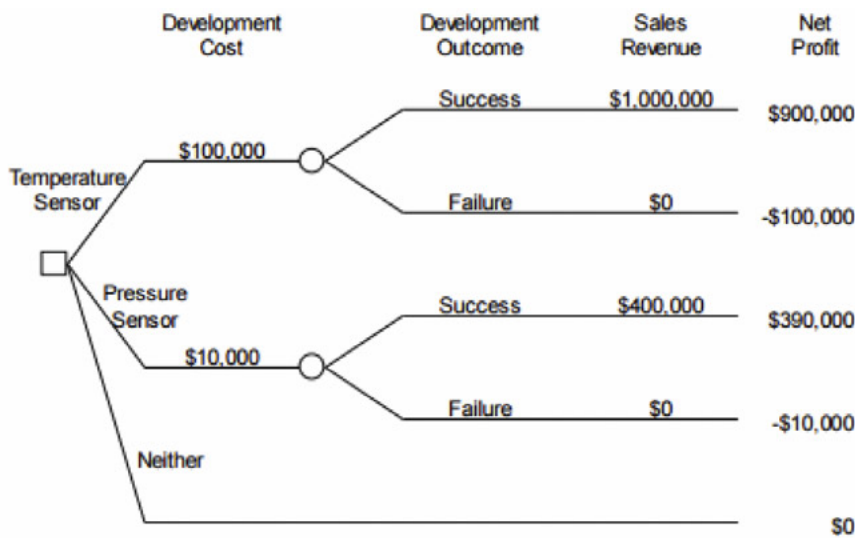 Development Cost
Development Outcome
Sales Revenue
Net Profit
Success
$1,000,000
$900,000
$100,000
Temperature Sensor
Failure
$0
-$100,000
Pressure Sensor
Success
$400,000
$390,000
$10,000
Failure
$0
-$10,000
Neither
$0